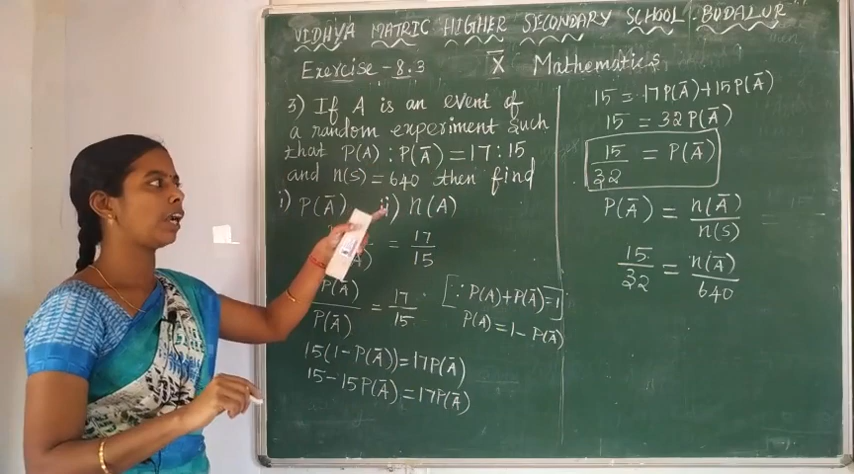 VIDHYA MATRIC HIGHER SECONDARY SCHOOL - BUDALUR
Exercise - 8.3 X Mathematics
3) If A is an event of
a random experiment such
that P(A) : P(Ā) = 17 : 15
and n(s) = 640 then find
i) P(Ā) ii) n(A)
= 17/15
P(Ā)/P(Ā) = 17/15 [∵ P(A) + P(Ā) = 1
P(A) = 1 - P(Ā)
15(1 - P(Ā)) = 17P(Ā)
15 - 15P(Ā) = 17P(Ā)
15 = 17P(Ā) + 15P(Ā)
15 = 32P(Ā)
15/32 = P(Ā)
P(Ā) = n(Ā)/n(s)
15/32 = n(Ā)/640